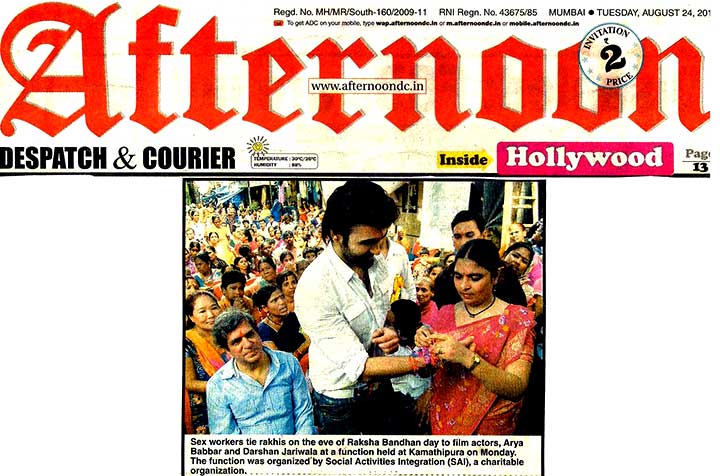 Regd. No. MH/MR/South-160/2009-11 RNI Regn. No. 43675/85 MUMBAI ● TUESDAY, AUGUST 24, 201
To get ADC on your mobile, type wap.afternoondc.in or m.afternoondc.in or mobile.afternoondc.in
Afternoon
www.afternoondc.in
INVITATION
2
PRICE
DESPATCH & COURIER
TEMPERATURE : 30°C/26°C
HUMIDITY : 88%
Inside Hollywood Page
13
Sex workers tie rakhis on the eve of Raksha Bandhan day to film actors, Arya
Babbar and Darshan Jariwala at a function held at Kamathipura on Monday.
The function was organized by Social Activities Integration (SAI), a charitable
organization.